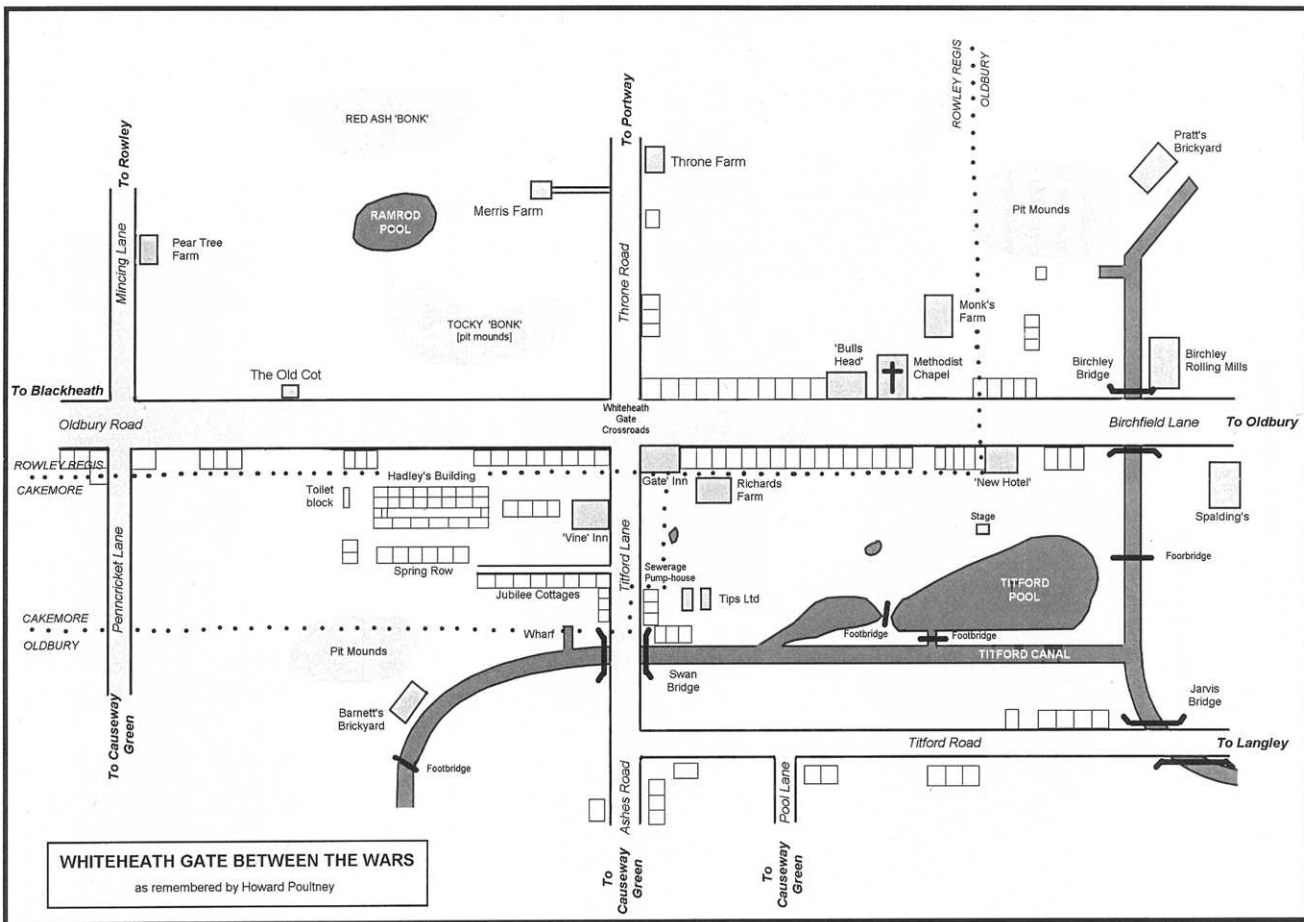 RED ASH 'BONK'
To Rowley
Mincing Lane
Pear Tree
Farm
RAMROD
POOL
Merris Farm
To Portway
Throne Road
Throne Farm
ROWLEY REGIS
OLDBURY
Pratt's
Brickyard
Pit Mounds
TOCKY 'BONK'
[pit mounds]
The Old Cot
Monk's
Farm
'Bulls
Head'
Methodist
Chapel
Birchley
Bridge
Birchley
Rolling Mills
To Blackheath
Oldbury Road
Whiteheath
Gate
Crossroads
Birchfield Lane
To Oldbury
ROWLEY REGIS
CAKEMORE
Hadley's Building
Toilet
block
'Vine' Inn
Spring Row
Jubilee Cottages
Penncricket Lane
Titford Lane
Gate' Inn
Richards
Farm
'New Hotel'
Stage
Spalding's
Footbridge
Sewerage
Pump-house
Tips Ltd
TITFORD
POOL
Footbridge
Footbridge
TITFORD CANAL
CAKEMORE
OLDBURY
Wharf
Pit Mounds
Swan
Bridge
Barnett's
Brickyard
Footbridge
Jarvis
Bridge
Titford Road
To Langley
To Causeway
Green
Ashes Road
Pool Lane
To
Causeway
Green
To
Causeway
Green
WHITEHEATH GATE BETWEEN THE WARS
as remembered by Howard Poultney